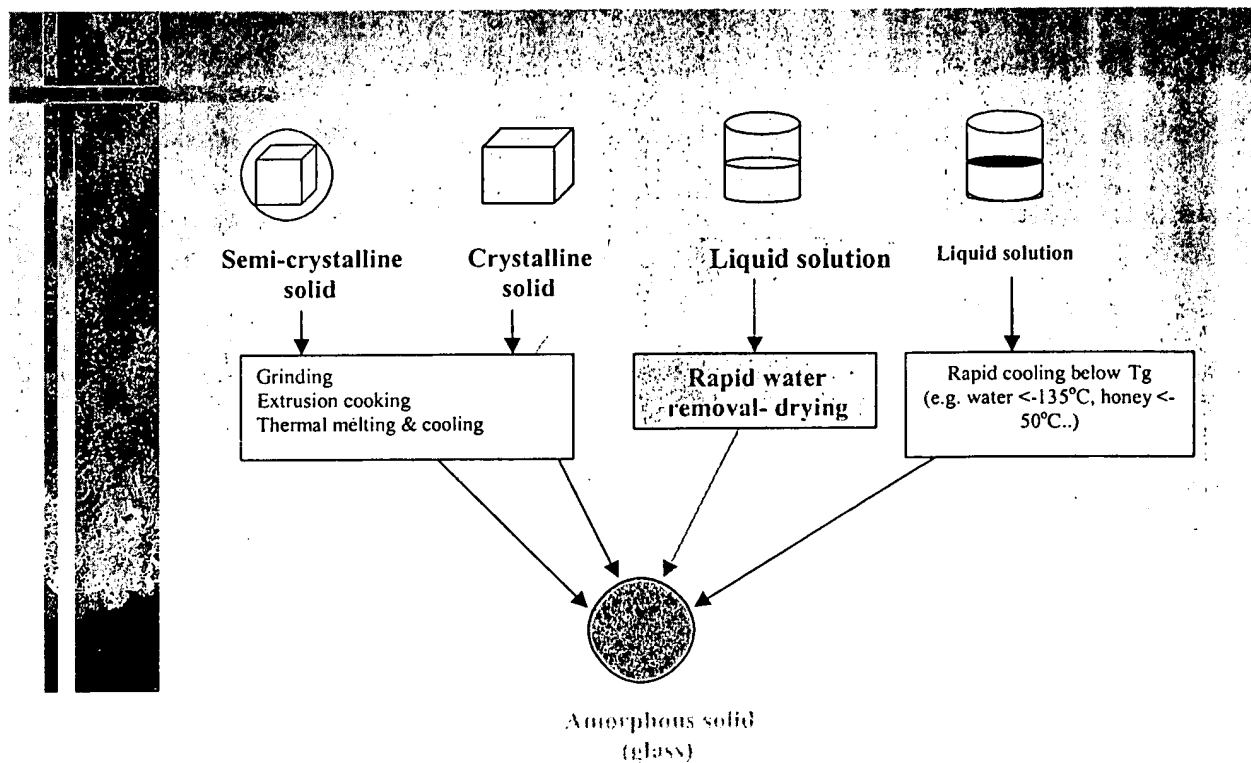 Semi-crystalline
solid
Crystalline
solid
Liquid solution
Liquid solution
Grinding
Extrusion cooking
Thermal melting & cooling
Rapid water
removal- drying
Rapid cooling below Tg
(e.g. water <-135°C, honey <-
50°C..)
Amorphous solid
(glass)